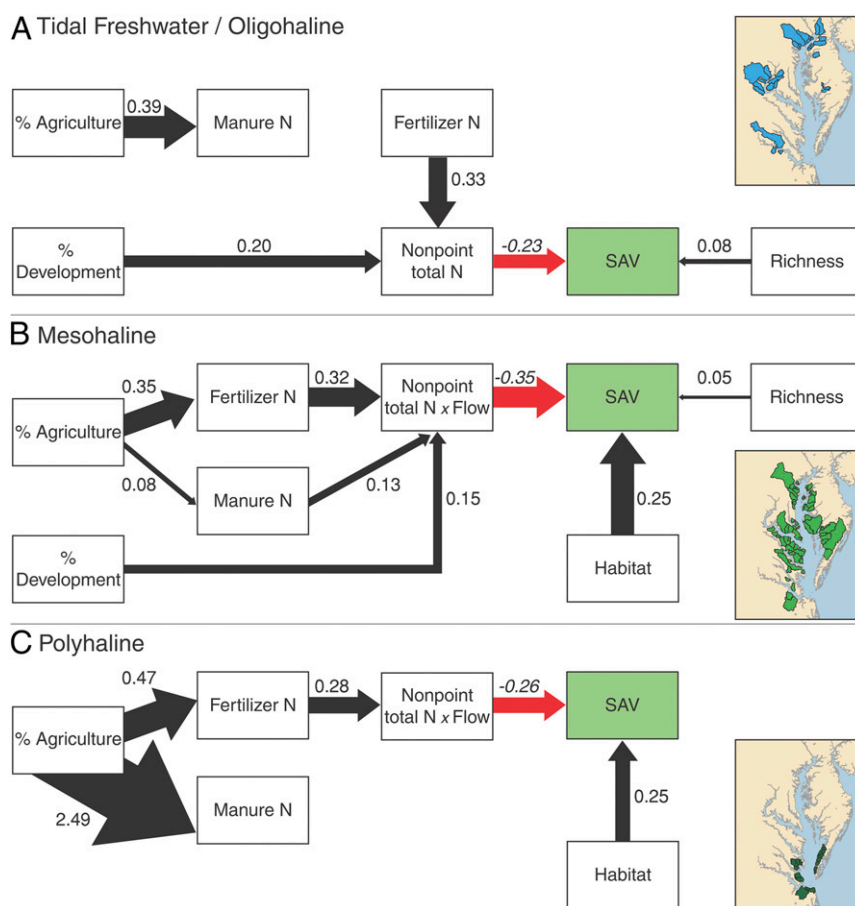 A Tidal Freshwater / Oligohaline
% Agriculture
0.39
Manure N
Fertilizer N
0.33
%
Development
0.20
Nonpoint
total N
-0.23
SAV
0.08
Richness
B Mesohaline
% Agriculture
0.35
Fertilizer N
0.32
Nonpoint
total N x Flow
-0.35
SAV
0.05
Richness
0.08
Manure N
0.13
0.15
0.25
%
Development
Habitat
C Polyhaline
% Agriculture
0.47
Fertilizer N
0.28
Nonpoint
total N x Flow
-0.26
SAV
2.49
Manure N
0.25
Habitat